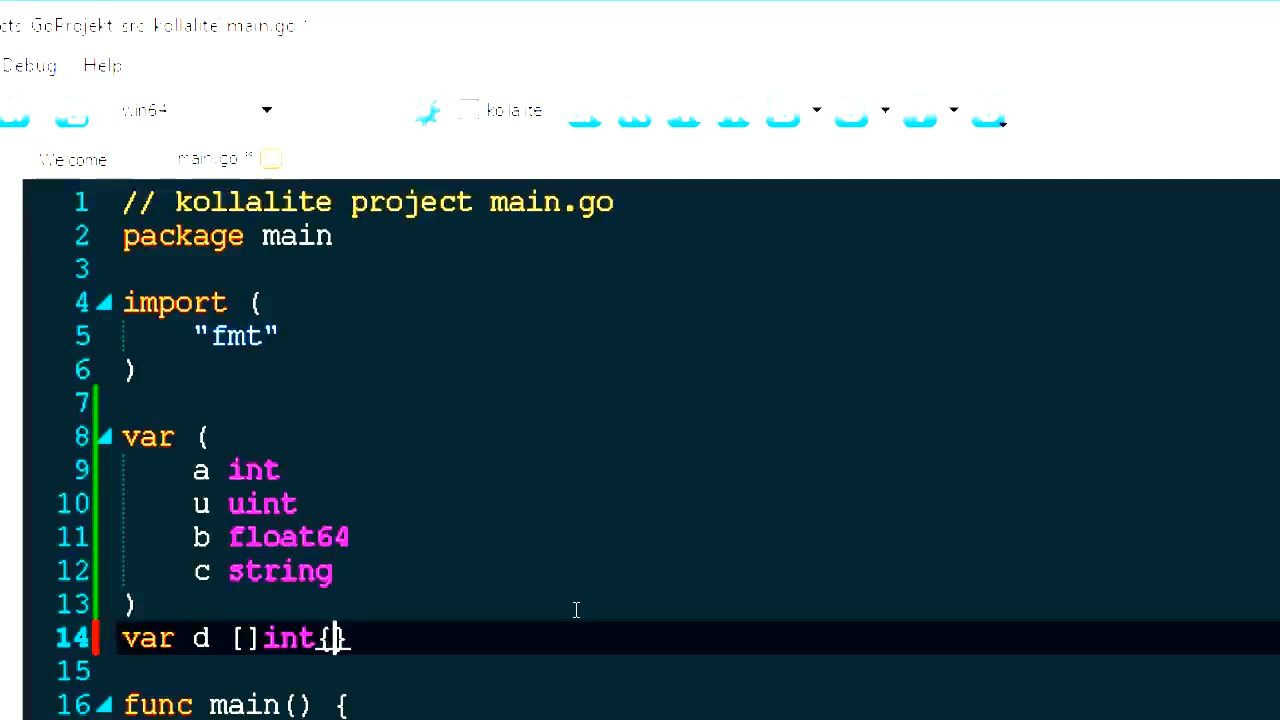 cts GoProjekt src kollalite main.go *
Debug Help
win64 kollalite
Welcome main.go *
1 // kollalite project main.go
2 package main
3
4 import (
5 "fmt"
6 )
7
8 var (
9 a int
10 u uint
11 b float64
12 c string
13 )
14 var d []int{}
15
16 func main() {